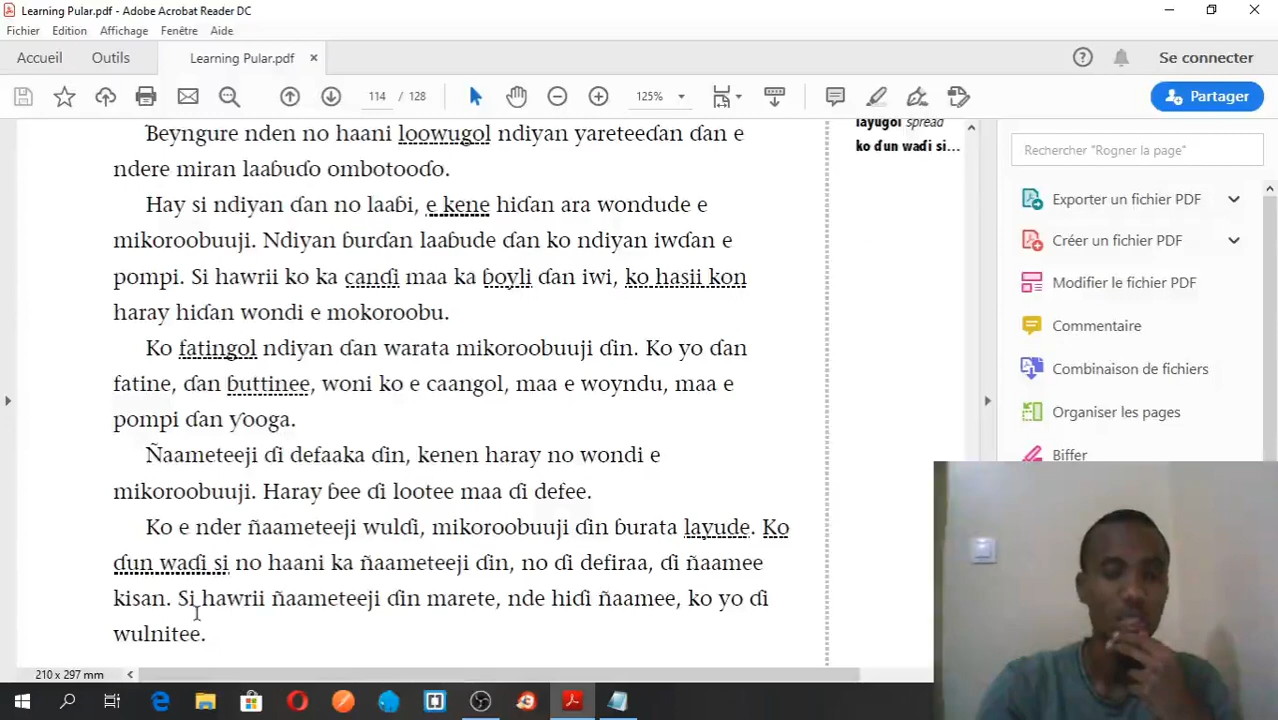 Learning Pular.pdf - Adobe Acrobat Reader DC
Fichier Edition Affichage Fenêtre Aide
Accueil Outils Learning Pular.pdf × Se connecter
114 / 128 125% Partager
Ɓeyngure nden no haani loowugol ndiyan yareteeɗan ɗan e
ndere miran laaɓuɗo ombotooɗo.
Hay si ndiyan ɗan no laaɓi, e kene hiɗan ara wondude e
mikoroobuuji. Ndiyan ɓurɗan laaɓude ɗan ko ndiyan iwɗan e
pompi. Si hawrii ko ka canɗi maa ka ɓoyli ɗan iwi, ko hasii kon
haray hiɗan wondi e mokoroobu.
Ko fatingol ndiyan ɗan warata mikoroobuuji ɗin. Ko yo ɗan
fatine, ɗan ɓuttinee, woni ko e caangol, maa e woyndu, maa e
pompi ɗan ƴooga.
Ñaameteeji ɗi defaaka ɗin, kenen haray no wondi e
mikoroobuuji. Haray ɓee ɗi lootee maa ɗi defee.
Ko e nder ñaameteeji wulɗi, mikoroobuuji ɗin ɓurata layude. Ko
ɗun waɗi si no haani ka ñaameteeji ɗin, no ɗi defiraa, ɗi ñaamee
kisan. Si hawrii ñaameteeji ɗin marete, nde hiɗi ñaamee, ko yo ɗi
wulnitee.
layugol spread
ko ɗun waɗi si...
Rechercher "Rogner la page"
Exporter un fichier PDF
Créer un fichier PDF
Modifier le fichier PDF
Commentaire
Combinaison de fichiers
Organiser les pages
Biffer
210 x 297 mm